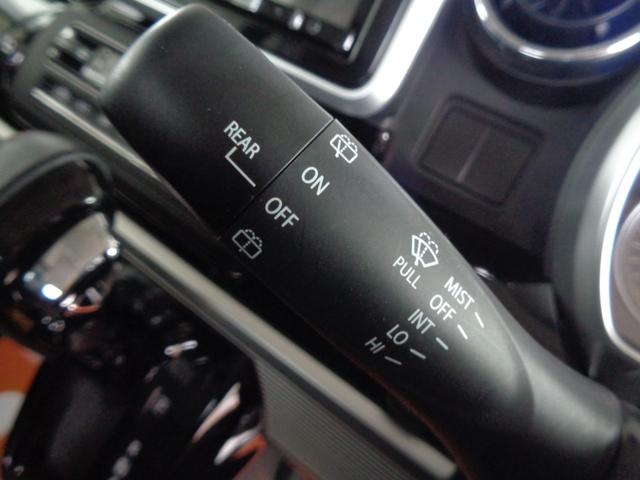 REAR
ON
OFF
PULL
MIST
OFF
INT
LO
HI